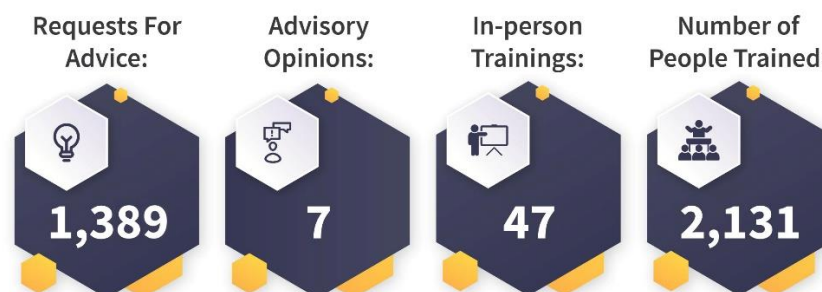 Requests For
Advice:
1,389
Advisory
Opinions:
7
In-person
Trainings:
47
Number of
People Trained
2,131